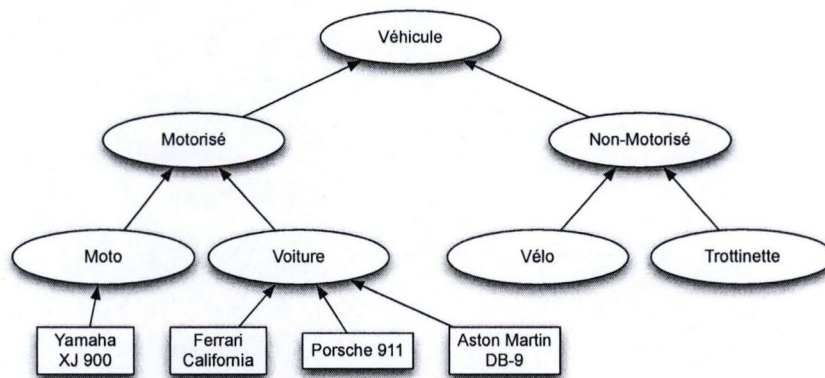 Véhicule
Motorisé
Non-Motorisé
Moto
Voiture
Vélo
Trottinette
Yamaha
XJ 900
Ferrari
California
Porsche 911
Aston Martin
DB-9